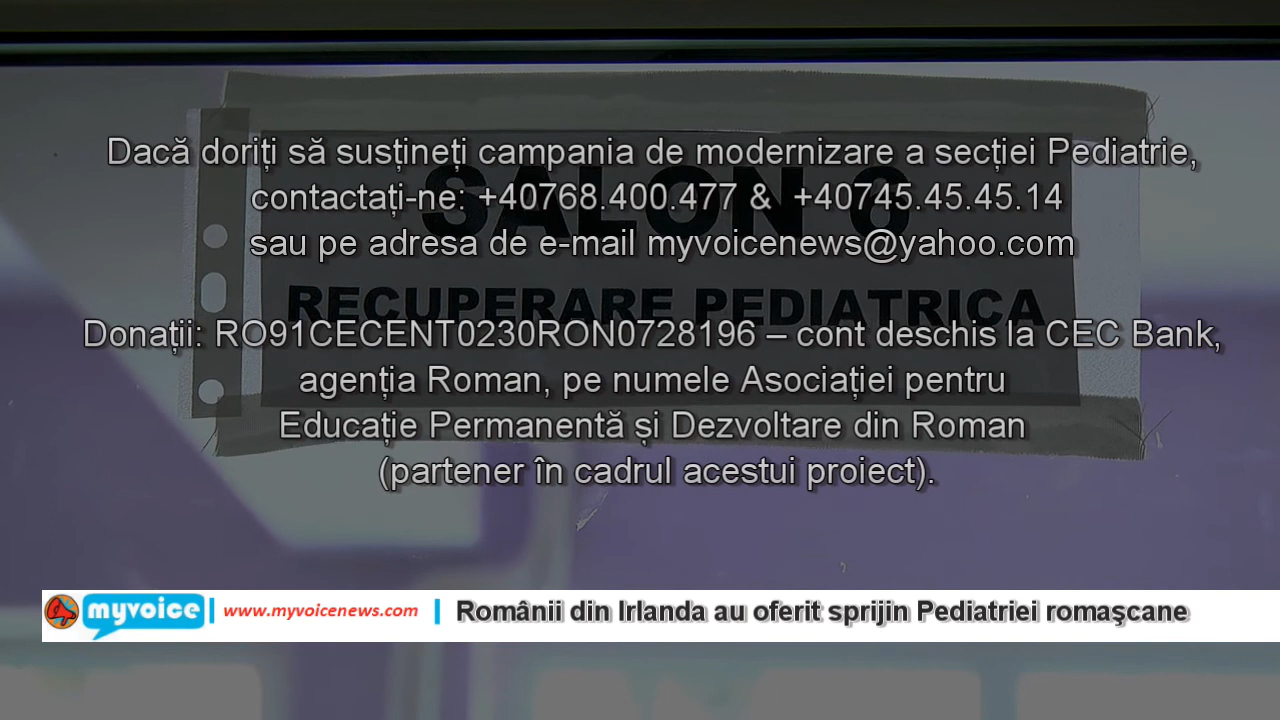 Dacă doriți să susțineți campania de modernizare a secției Pediatrie,
contactați-ne: +40768.400.477 & +40745.45.45.14
SALON 6
sau pe adresa de e-mail myvoicenews@yahoo.com
RECUPERARE PEDIATRICA
Donații: RO91CECENT0230RON0728196 – cont deschis la CEC Bank,
agenția Roman, pe numele Asociației pentru
Educație Permanentă și Dezvoltare din Roman
(partener în cadrul acestui proiect).
myvoice | www.myvoicenews.com | Românii din Irlanda au oferit sprijin Pediatriei romaşcane